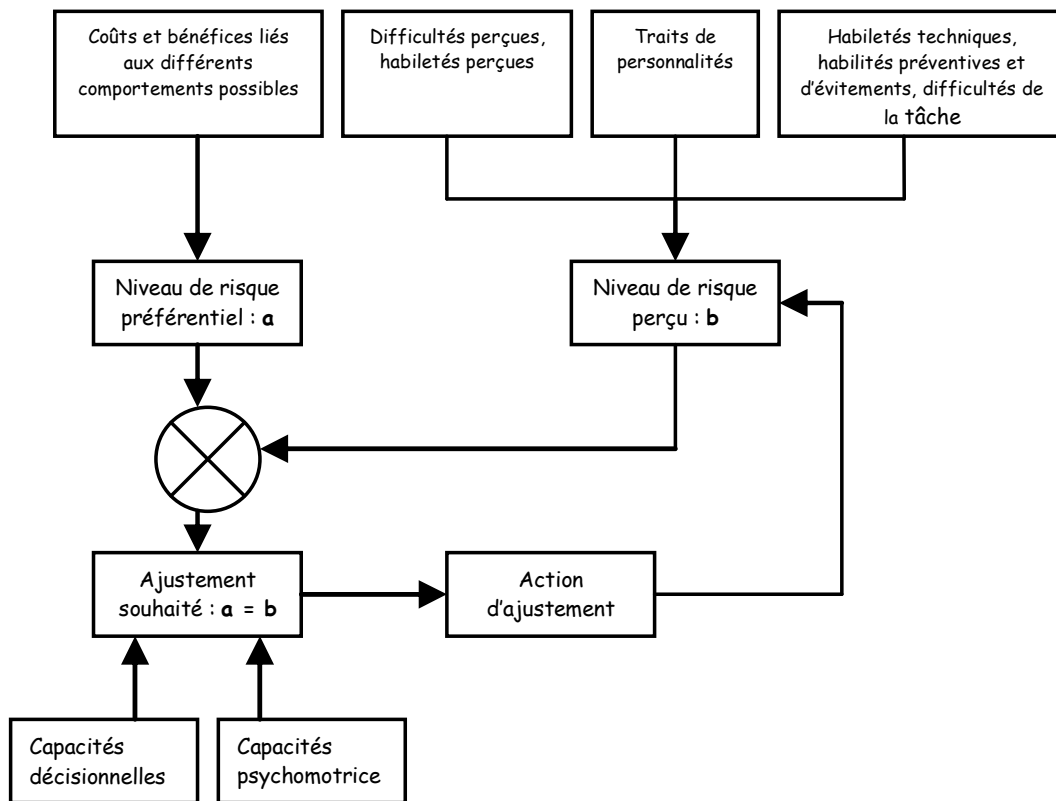 Coûts et bénéfices liés
aux différents
comportements possibles
Difficultés perçues,
habiletés perçues
Traits de
personnalités
Habiletés techniques,
habilités préventives et
d'évitements, difficultés de
la tâche
Niveau de risque
préférentiel : a
Niveau de risque
perçu : b
Ajustement
souhaité : a = b
Action
d'ajustement
Capacités
décisionnelles
Capacités
psychomotrice